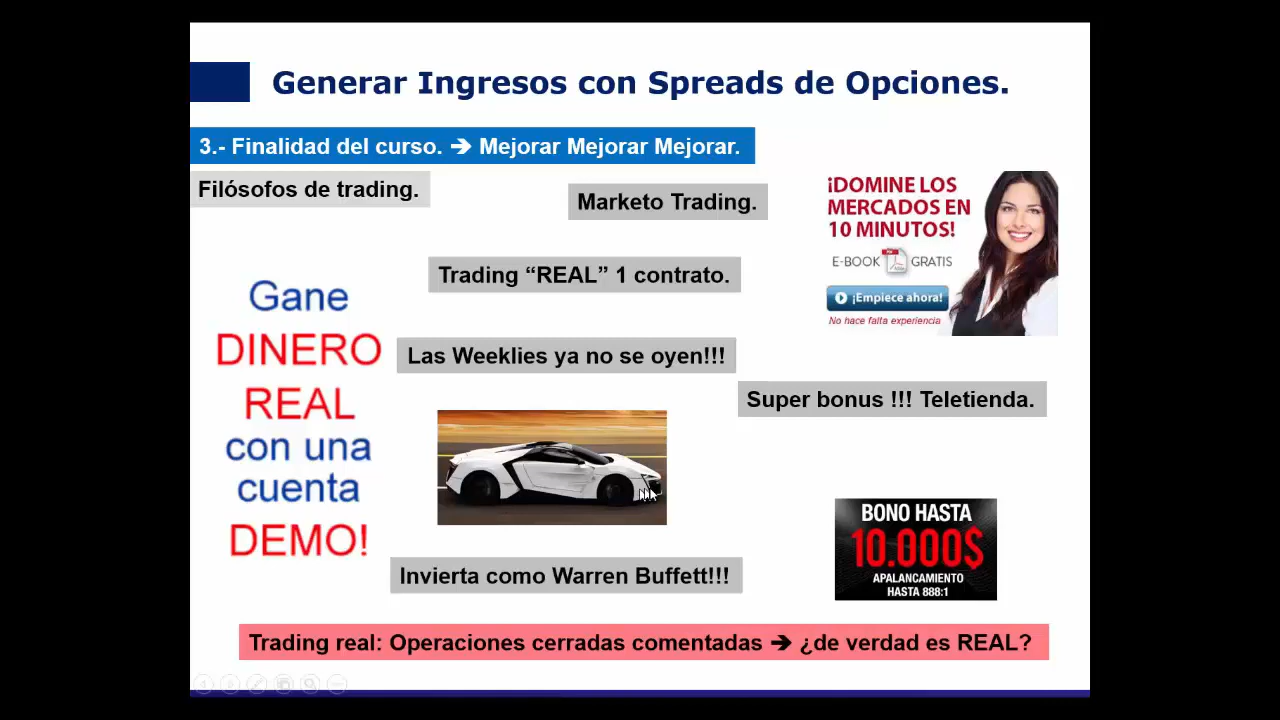 Generar Ingresos con Spreads de Opciones.
3.- Finalidad del curso. ➔ Mejorar Mejorar Mejorar.
Filósofos de trading.
Marketo Trading.
¡DOMINE LOS
MERCADOS EN
10 MINUTOS!
E-BOOK GRATIS
¡Empiece ahora!
No hace falta experiencia
Trading “REAL” 1 contrato.
Gane
DINERO
REAL
con una
cuenta
DEMO!
Las Weeklies ya no se oyen!!!
Super bonus !!! Teletienda.
BONO HASTA
10.000$
APALANCAMIENTO
HASTA 888:1
Invierta como Warren Buffett!!!
Trading real: Operaciones cerradas comentadas ➔ ¿de verdad es REAL?